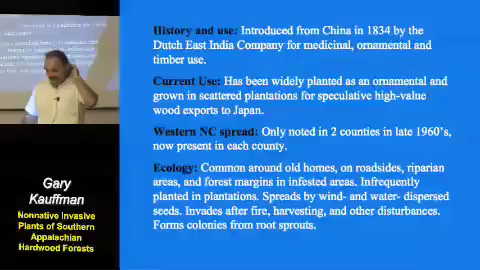 History and use: Introduced from China in 1834 by the
Dutch East India Company for medicinal, ornamental and
timber use.
Current Use: Has been widely planted as an ornamental and
grown in scattered plantations for speculative high-value
wood exports to Japan.
Western NC spread: Only noted in 2 counties in late 1960's,
now present in each county.
Ecology: Common around old homes, on roadsides, riparian
areas, and forest margins in infested areas. Infrequently
planted in plantations. Spreads by wind- and water- dispersed
seeds. Invades after fire, harvesting, and other disturbances.
Forms colonies from root sprouts.
Gary
Kauffman
Nonnative Invasive
Plants of Southern
Appalachian
Hardwood Forests